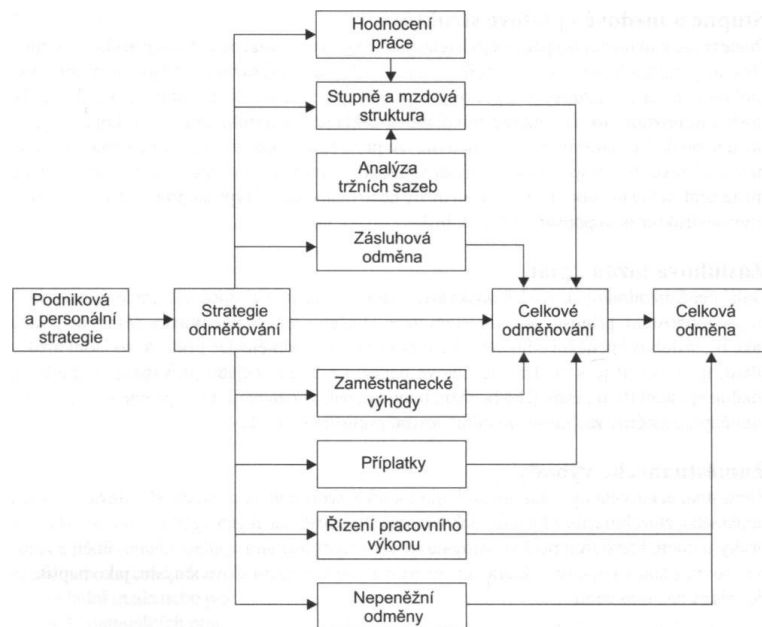 Hodnocení
práce
Stupně a mzdová
struktura
Analýza
tržních sazeb
Zásluhová
odměna
Podniková
a personální
strategie
Strategie
odměňování
Celkové
odměňování
Celková
odměna
Zaměstnanecké
výhody
Příplatky
Řízení pracovního
výkonu
Nepeněžní
odměny